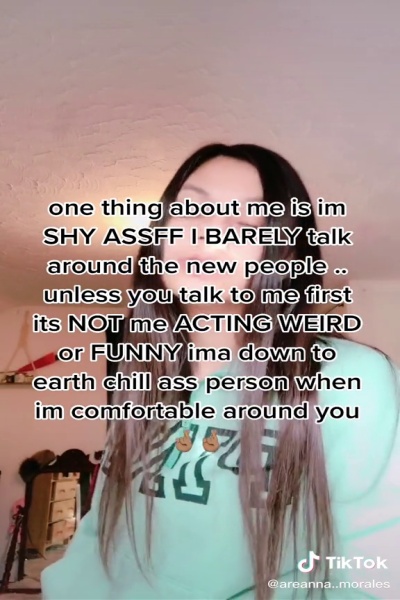 one thing about me is im
SHY ASSFF I BARELY talk
around the new people ..
unless you talk to me first
its NOT me ACTING WEIRD
or FUNNY ima down to
earth chill ass person when
im comfortable around you
🤞🏾🤞🏾
TikTok
@areanna..morales